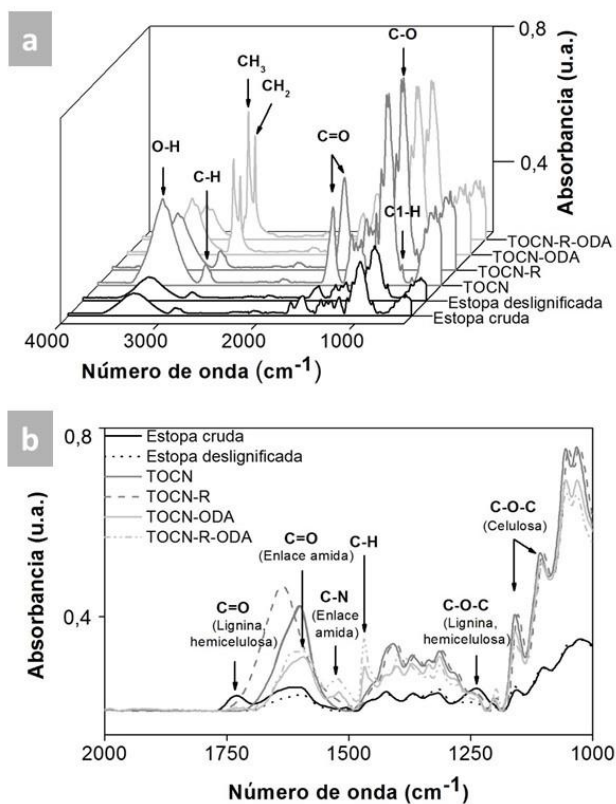 a
0,8
0,4
Absorbancia (u.a.)
CH3
CH2
C-O
O-H
C-H
C=O
C1-H
TOCN-R-ODA
TOCN-ODA
TOCN-R
TOCN
Estopa deslignificada
Estopa cruda
4000 3000 2000 1000
Número de onda (cm-1)
b
0,8
0,4
Absorbancia (u.a.)
Estopa cruda
Estopa deslignificada
TOCN
TOCN-R
TOCN-ODA
TOCN-R-ODA
C=O
(Enlace amida)
C-H
C-O-C
(Celulosa)
C=O
(Lignina,
hemicelulosa)
C-N
(Enlace
amida)
C-O-C
(Lignina,
hemicelulosa)
2000 1750 1500 1250 1000
Número de onda (cm-1)